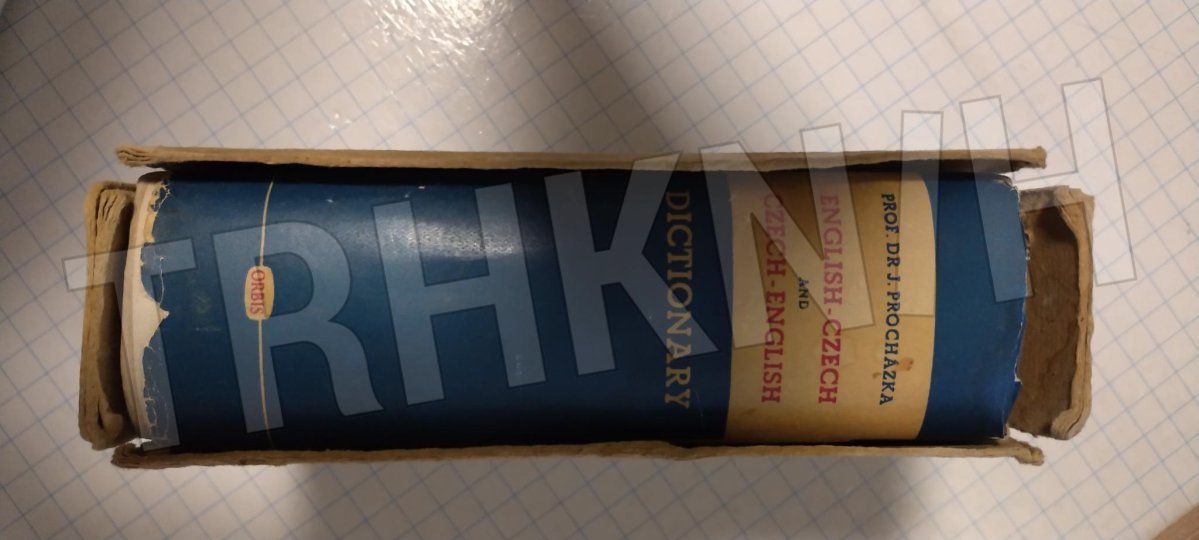 PROF. DR J. PROCHÁZKA
ENGLISH-CZECH
AND
CZECH-ENGLISH
DICTIONARY
ORBIS
TRHKNIH